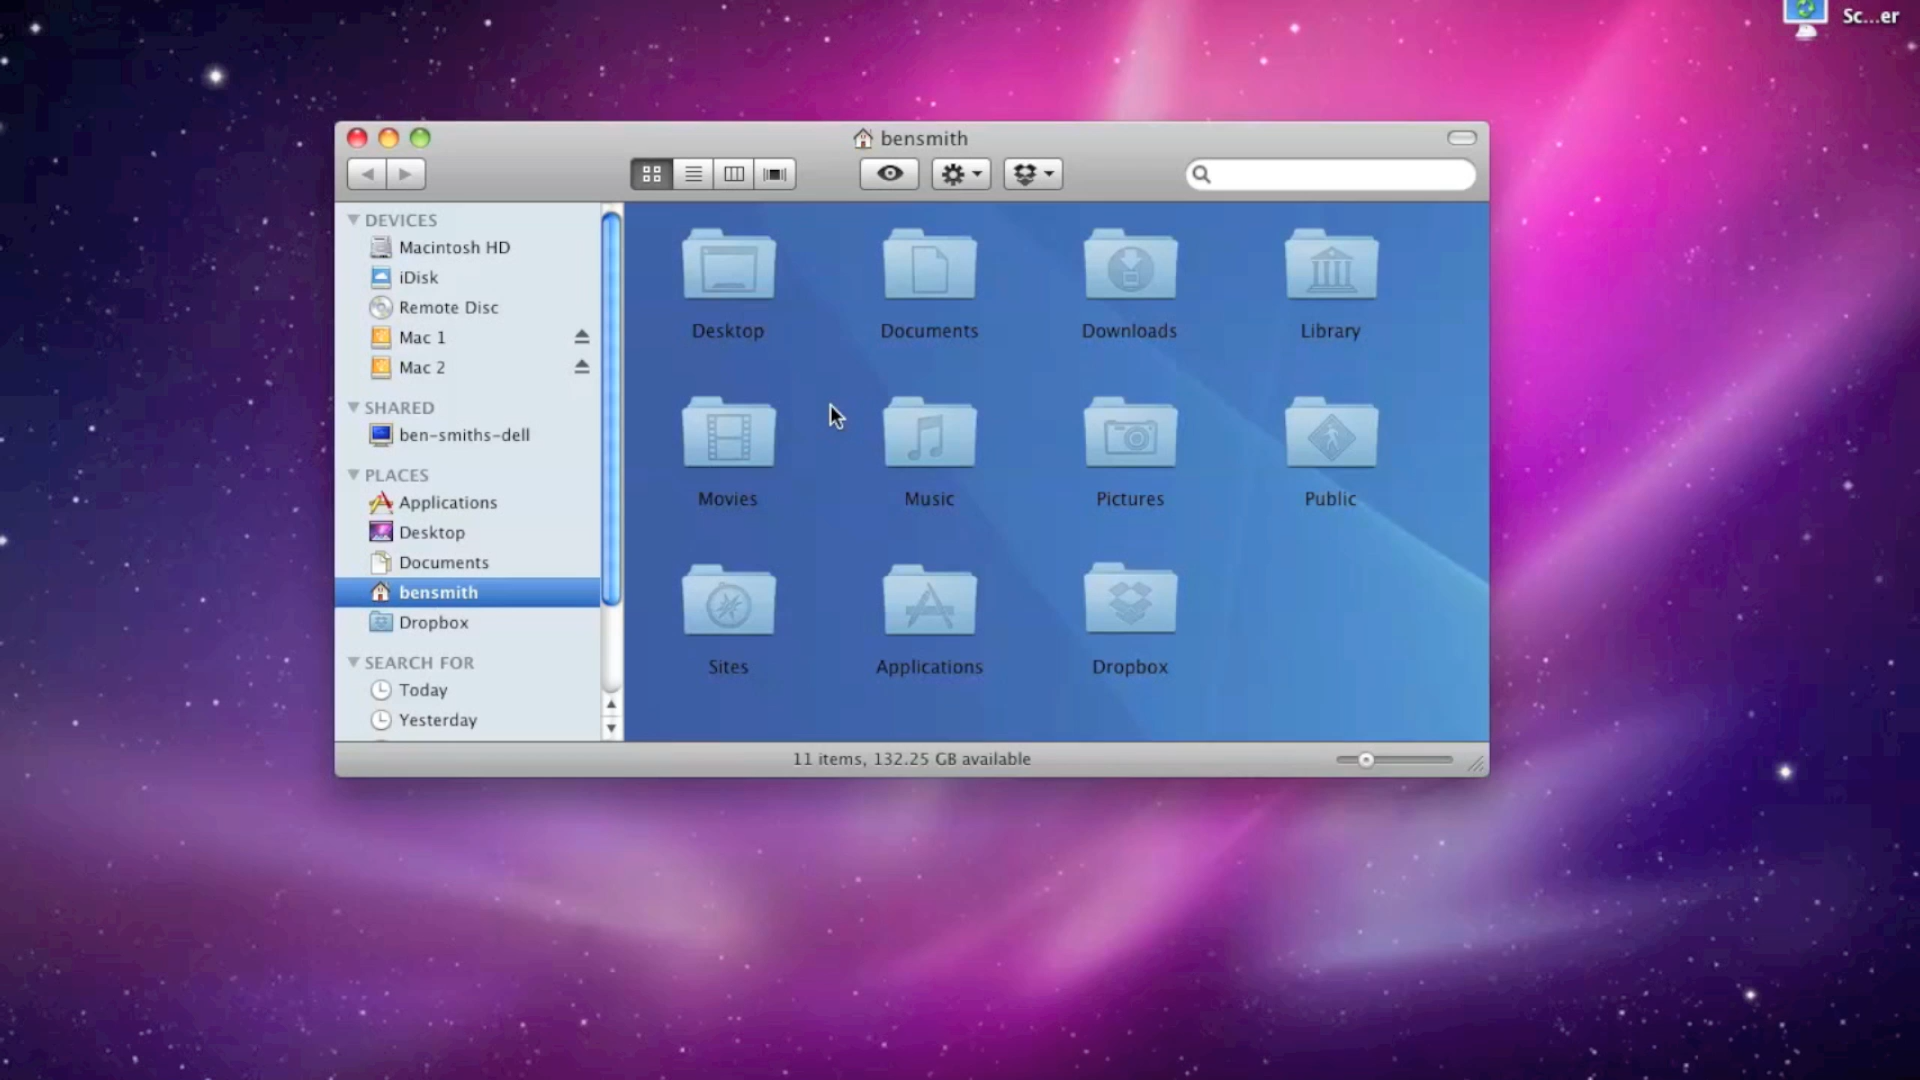 Sc...er
bensmith
DEVICES
Macintosh HD
iDisk
Remote Disc
Mac 1
Mac 2
SHARED
ben-smiths-dell
PLACES
Applications
Desktop
Documents
bensmith
Dropbox
SEARCH FOR
Today
Yesterday
Desktop
Documents
Downloads
Library
Movies
Music
Pictures
Public
Sites
Applications
Dropbox
11 items, 132.25 GB available